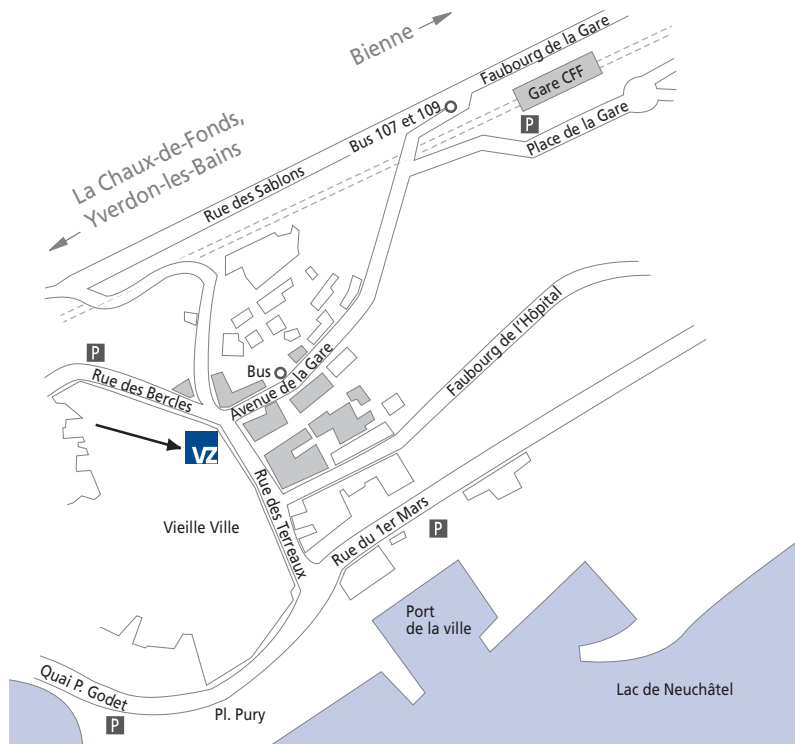 Bienne
Faubourg de la Gare
Gare CFF
Bus 107 et 109
P
Place de la Gare
La Chaux-de-Fonds,
Yverdon-les-Bains
Rue des Sablons
Faubourg de l'Hôpital
P
Bus
Avenue de la Gare
Rue des Bercles
VZ
Rue des Terreaux
Vieille Ville
Rue du 1er Mars
P
Port
de la ville
Quai P. Godet
Lac de Neuchâtel
Pl. Pury
P